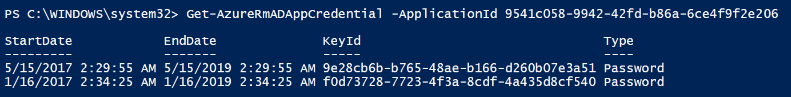 PS C:\WINDOWS\system32> Get-AzureRmADAppCredential -ApplicationId 9541c058-9942-42fd-b86a-6ce4f9f2e206
StartDate EndDate KeyId Type
--------- ------- ----- ----
5/15/2017 2:29:55 AM 5/15/2019 2:29:55 AM 9e28cb6b-b765-48ae-b166-d260b07e3a51 Password
1/16/2017 2:34:25 AM 1/16/2019 2:34:25 AM f0d73728-7723-4f3a-8cdf-4a435d8cf540 Password